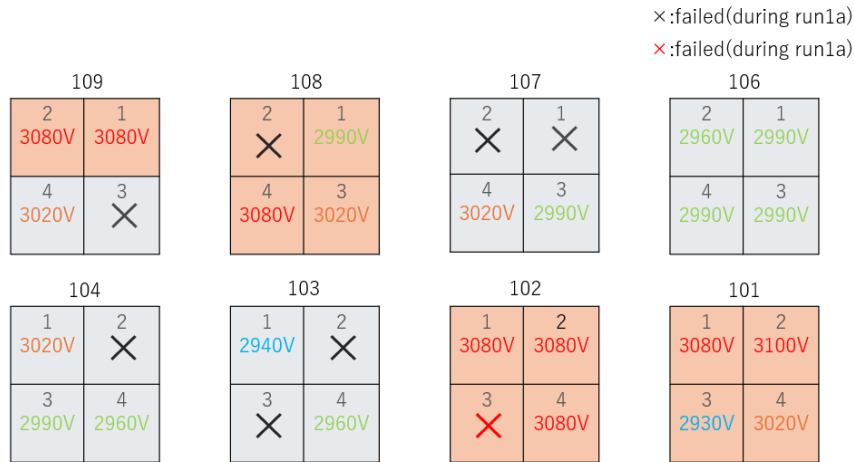 ×:failed(during run1a)
×:failed(during run1a)
109 108 107 106
2 1 2 1 2 1 2 1
3080V 3080V 2990V 2960V 2990V
4 3 4 3 4 3 4 3
3020V 3080V 3020V 3020V 2990V 2990V 2990V
104 103 102 101
1 2 1 2 1 2 1 2
3020V 2940V 3080V 3080V 3080V 3100V
3 4 3 4 3 4 3 4
2990V 2960V 2960V 3080V 2930V 3020V